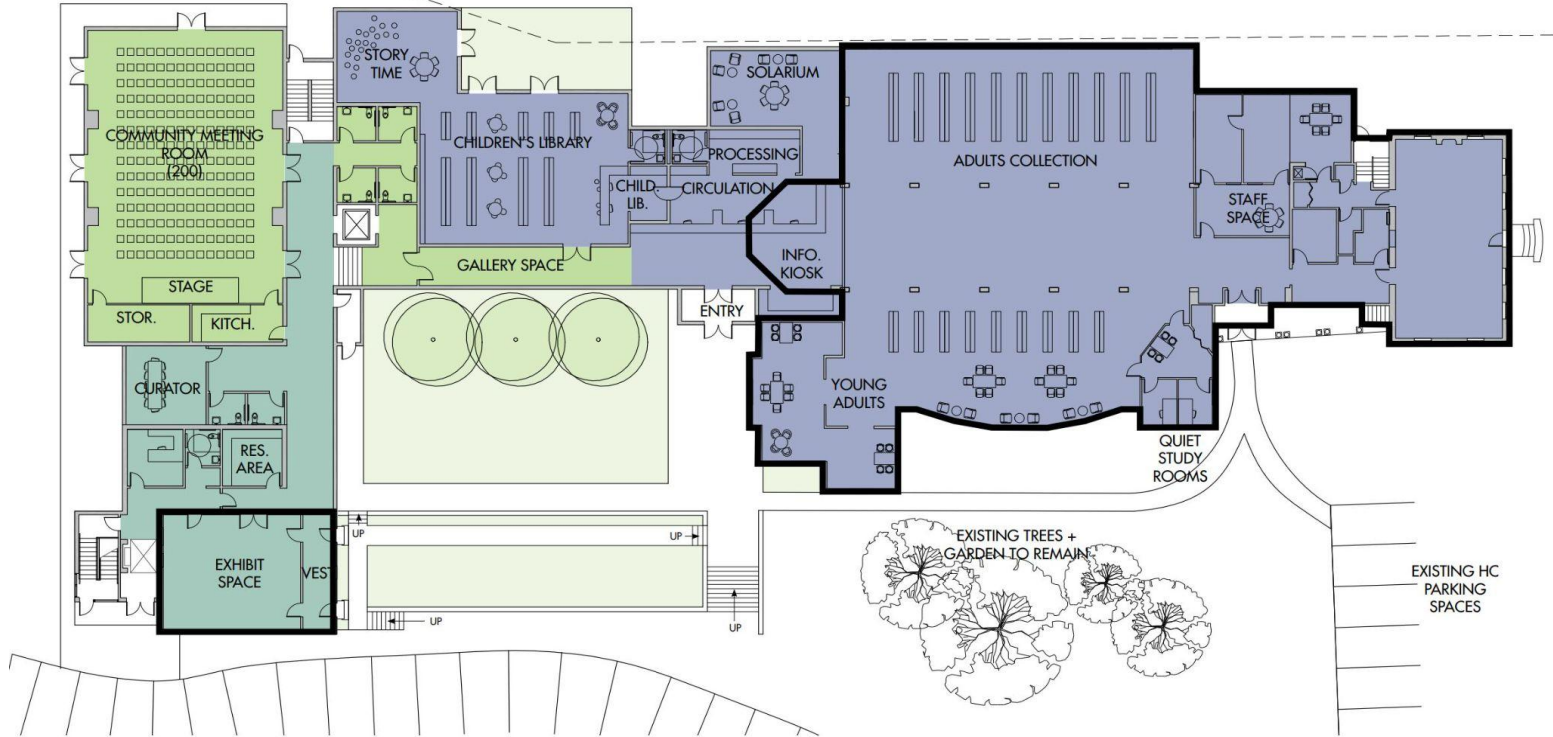 STORY
TIME
SOLARIUM
COMMUNITY MEETING
ROOM
(200)
CHILDREN'S LIBRARY
PROCESSING
ADULTS COLLECTION
CHILD.
LIB.
CIRCULATION
STAFF
SPACE
INFO.
KIOSK
GALLERY SPACE
STAGE
STOR.
KITCH.
ENTRY
CURATOR
YOUNG
ADULTS
RES.
AREA
QUIET
STUDY
ROOMS
UP
UP
EXISTING TREES +
GARDEN TO REMAIN
EXHIBIT
SPACE
VEST
EXISTING HC
PARKING
SPACES
UP
UP